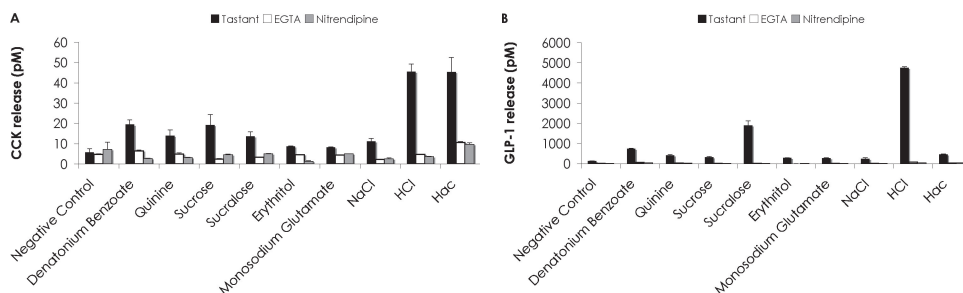 A
Tastant EGTA Nitrendipine
CCK release (pM)
60
50
40
30
20
10
0
Negative Control
Denatonium Benzoate
Quinine
Sucrose
Sucralose
Erythritol
Monosodium Glutamate
NaCl
HCl
Hac
B
Tastant EGTA Nitrendipine
GLP-1 release (pM)
6000
5000
4000
3000
2000
1000
0
Negative Control
Denatonium Benzoate
Quinine
Sucrose
Sucralose
Erythritol
Monosodium Glutamate
NaCl
HCl
Hac